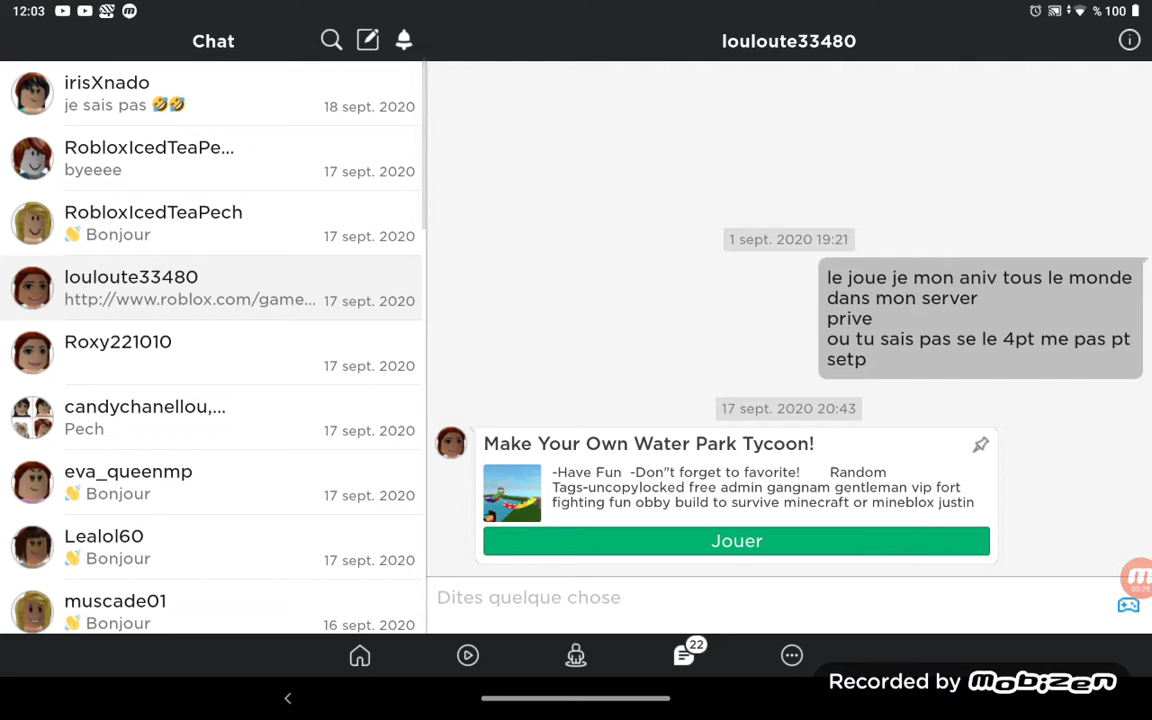 12:03
% 100
Chat
louloute33480
irisXnado
je sais pas 🤣🤣
18 sept. 2020
RobloxIcedTeaPe...
byeeee
17 sept. 2020
RobloxIcedTeaPech
👋 Bonjour
17 sept. 2020
louloute33480
http://www.roblox.com/game...
17 sept. 2020
Roxy221010
17 sept. 2020
candychanellou,...
Pech
17 sept. 2020
eva_queenmp
👋 Bonjour
17 sept. 2020
Lealol60
👋 Bonjour
17 sept. 2020
muscade01
👋 Bonjour
16 sept. 2020
1 sept. 2020 19:21
le joue je mon aniv tous le monde
dans mon server
prive
ou tu sais pas se le 4pt me pas pt
setp
17 sept. 2020 20:43
Make Your Own Water Park Tycoon!
-Have Fun -Don"t forget to favorite! Random
Tags-uncopylocked free admin gangnam gentleman vip fort
fighting fun obby build to survive minecraft or mineblox justin
Jouer
Dites quelque chose
22
Recorded by mobizen